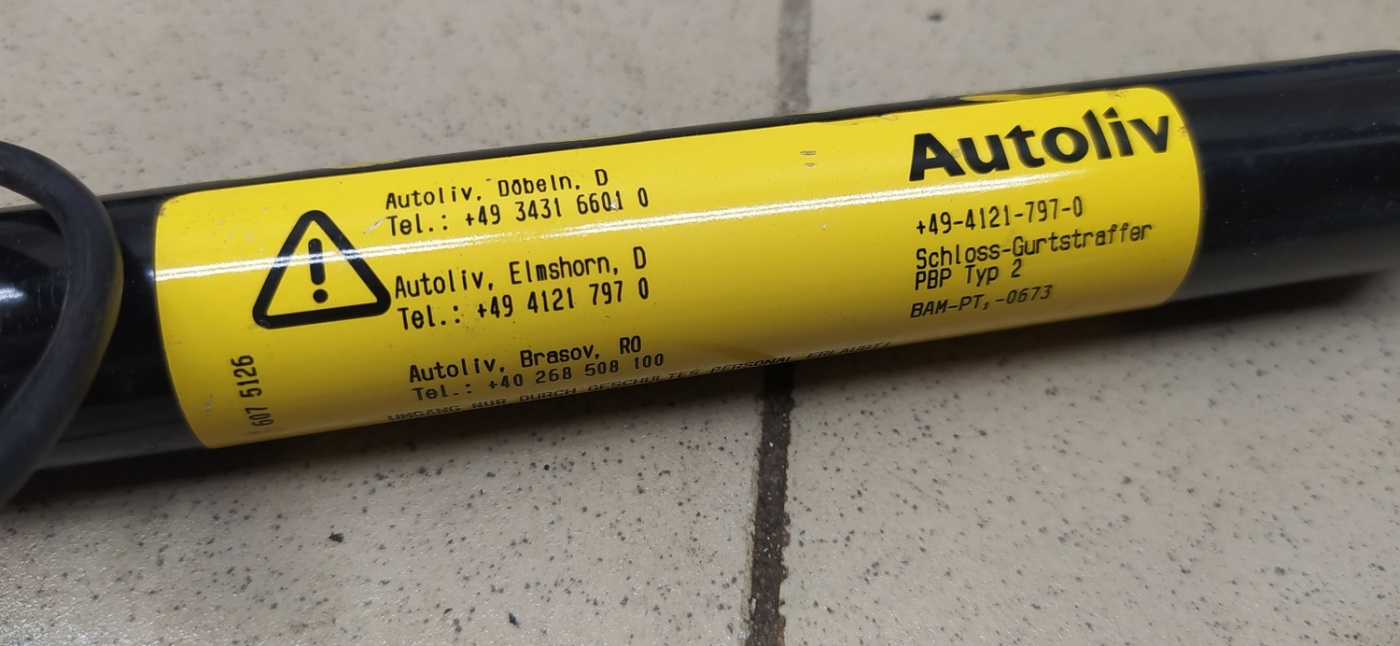 Autoliv, Döbeln, D
Tel.: +49 3431 6601 0
Autoliv, Elmshorn, D
Tel.: +49 4121 797 0
Autoliv, Brasov, RO
Tel.: +40 268 508 100
UMGANG NUR DURCH GESCHULTES PERSONAL ERLAUBT!
607 5126
Autoliv
+49-4121-797-0
Schloss-Gurtstraffer
PBP Typ 2
BAM-PT,-0673